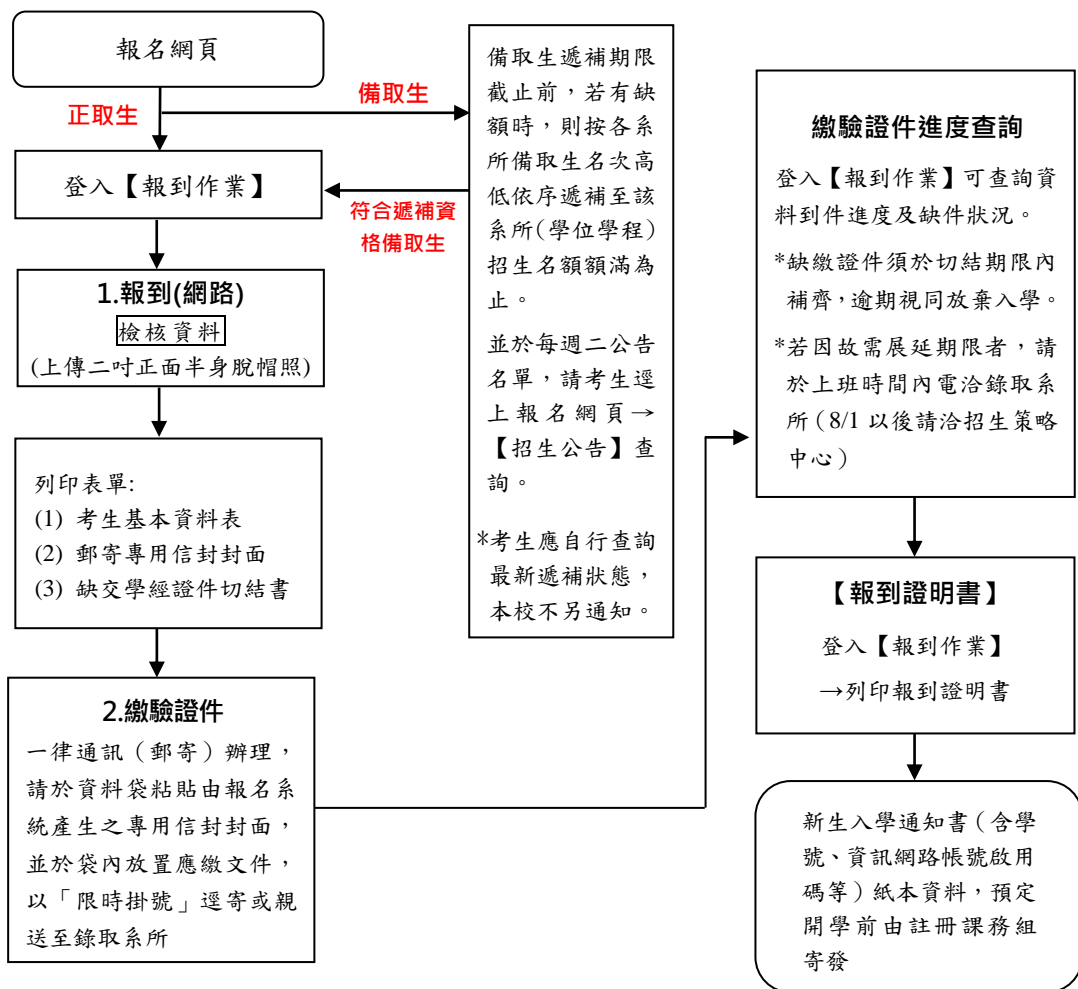 報名網頁
正取生
備取生
登入【報到作業】
符合遞補資
格備取生
1.報到(網路)
檢核資料
(上傳二吋正面半身脫帽照)
列印表單:
(1) 考生基本資料表
(2) 郵寄專用信封封面
(3) 缺交學經證件切結書
2.繳驗證件
一律通訊（郵寄）辦理，
請於資料袋粘貼由報名系
統產生之專用信封封面，
並於袋內放置應繳文件，
以「限時掛號」逕寄或親
送至錄取系所
備取生遞補期限
截止前，若有缺
額時，則按各系
所備取生名次高
低依序遞補至該
系所(學位學程)
招生名額額滿為
止。
並於每週二公告
名單，請考生逕
上報名網頁→
【招生公告】查
詢。
*考生應自行查詢
最新遞補狀態，
本校不另通知。
繳驗證件進度查詢
登入【報到作業】可查詢資
料到件進度及缺件狀況。
*缺繳證件須於切結期限內
補齊，逾期視同放棄入學。
*若因故需展延期限者，請
於上班時間內電洽錄取系
所（8/1 以後請洽招生策略
中心）
【報到證明書】
登入【報到作業】
→列印報到證明書
新生入學通知書（含學
號、資訊網路帳號啟用
碼等）紙本資料，預定
開學前由註冊課務組
寄發